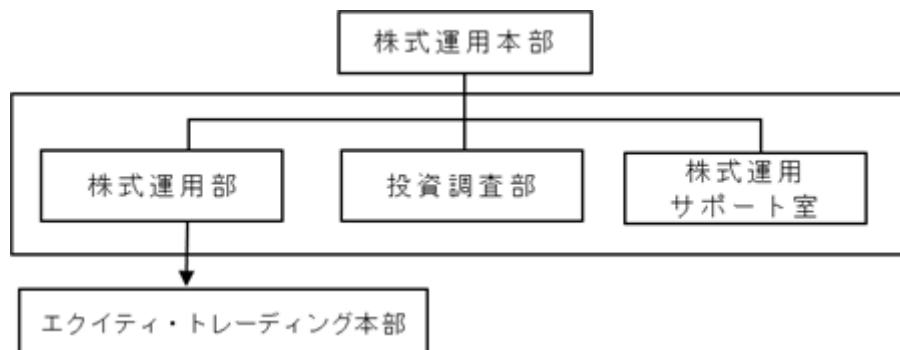 株式運用本部
株式運用部
投資調査部
株式運用
サポート室
エクイティ・トレーディング本部